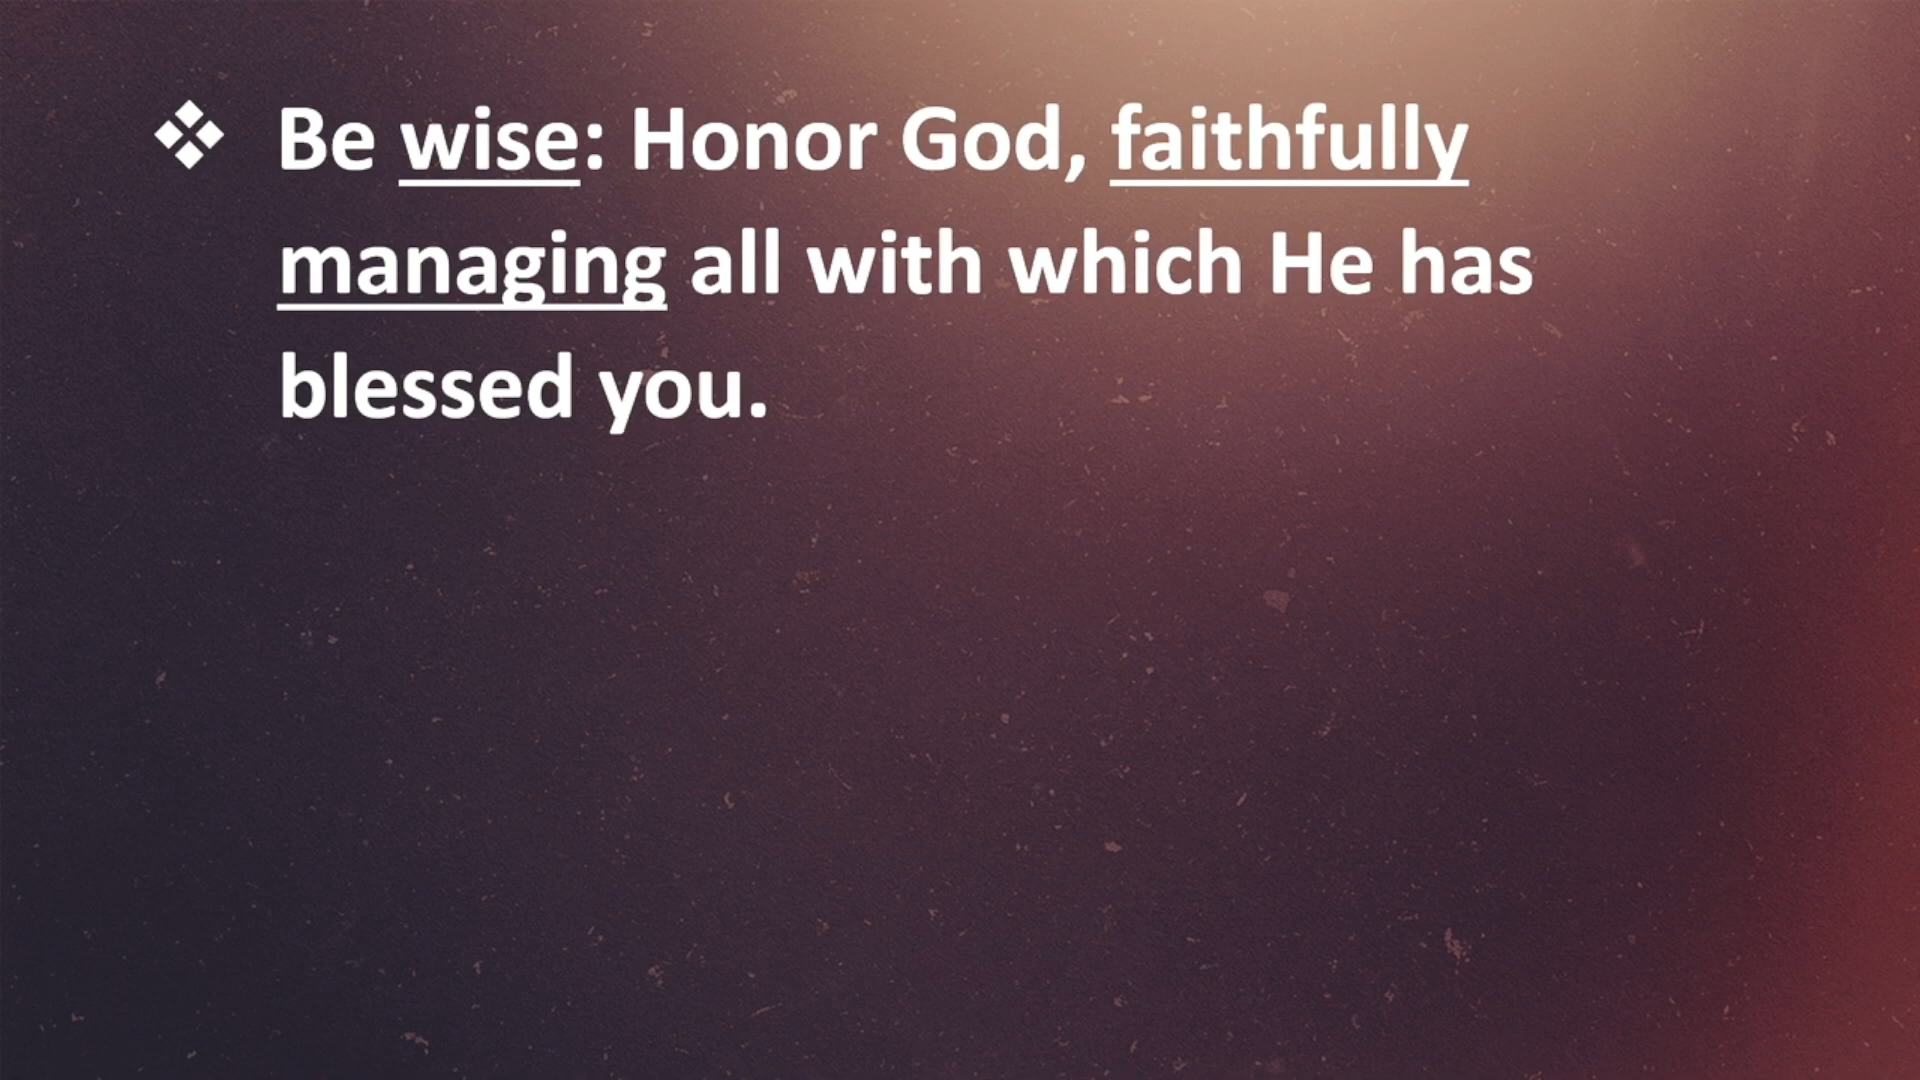 ❖ Be wise: Honor God, faithfully
managing all with which He has
blessed you.